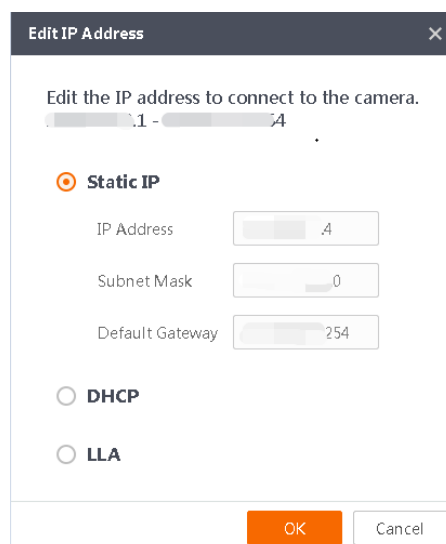 Edit IP Address
Edit the IP address to connect to the camera.
.1 - 54
Static IP
IP Address .4
Subnet Mask 0
Default Gateway 254
DHCP
LLA
OK Cancel